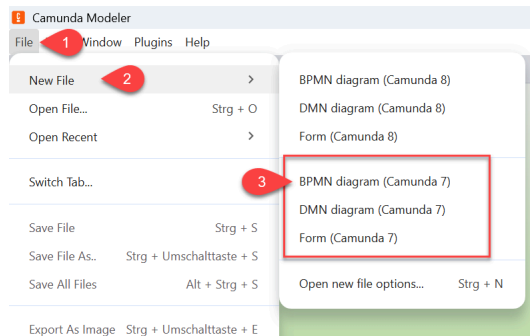 Camunda Modeler
File 1 Window Plugins Help
New File 2
Open File... Strg + O
Open Recent
Switch Tab...
Save File Strg + S
Save File As.. Strg + Umschalttaste + S
Save All Files Alt + Strg + S
Export As Image Strg + Umschalttaste + E
BPMN diagram (Camunda 8)
DMN diagram (Camunda 8)
Form (Camunda 8)
3 BPMN diagram (Camunda 7)
DMN diagram (Camunda 7)
Form (Camunda 7)
Open new file options... Strg + N